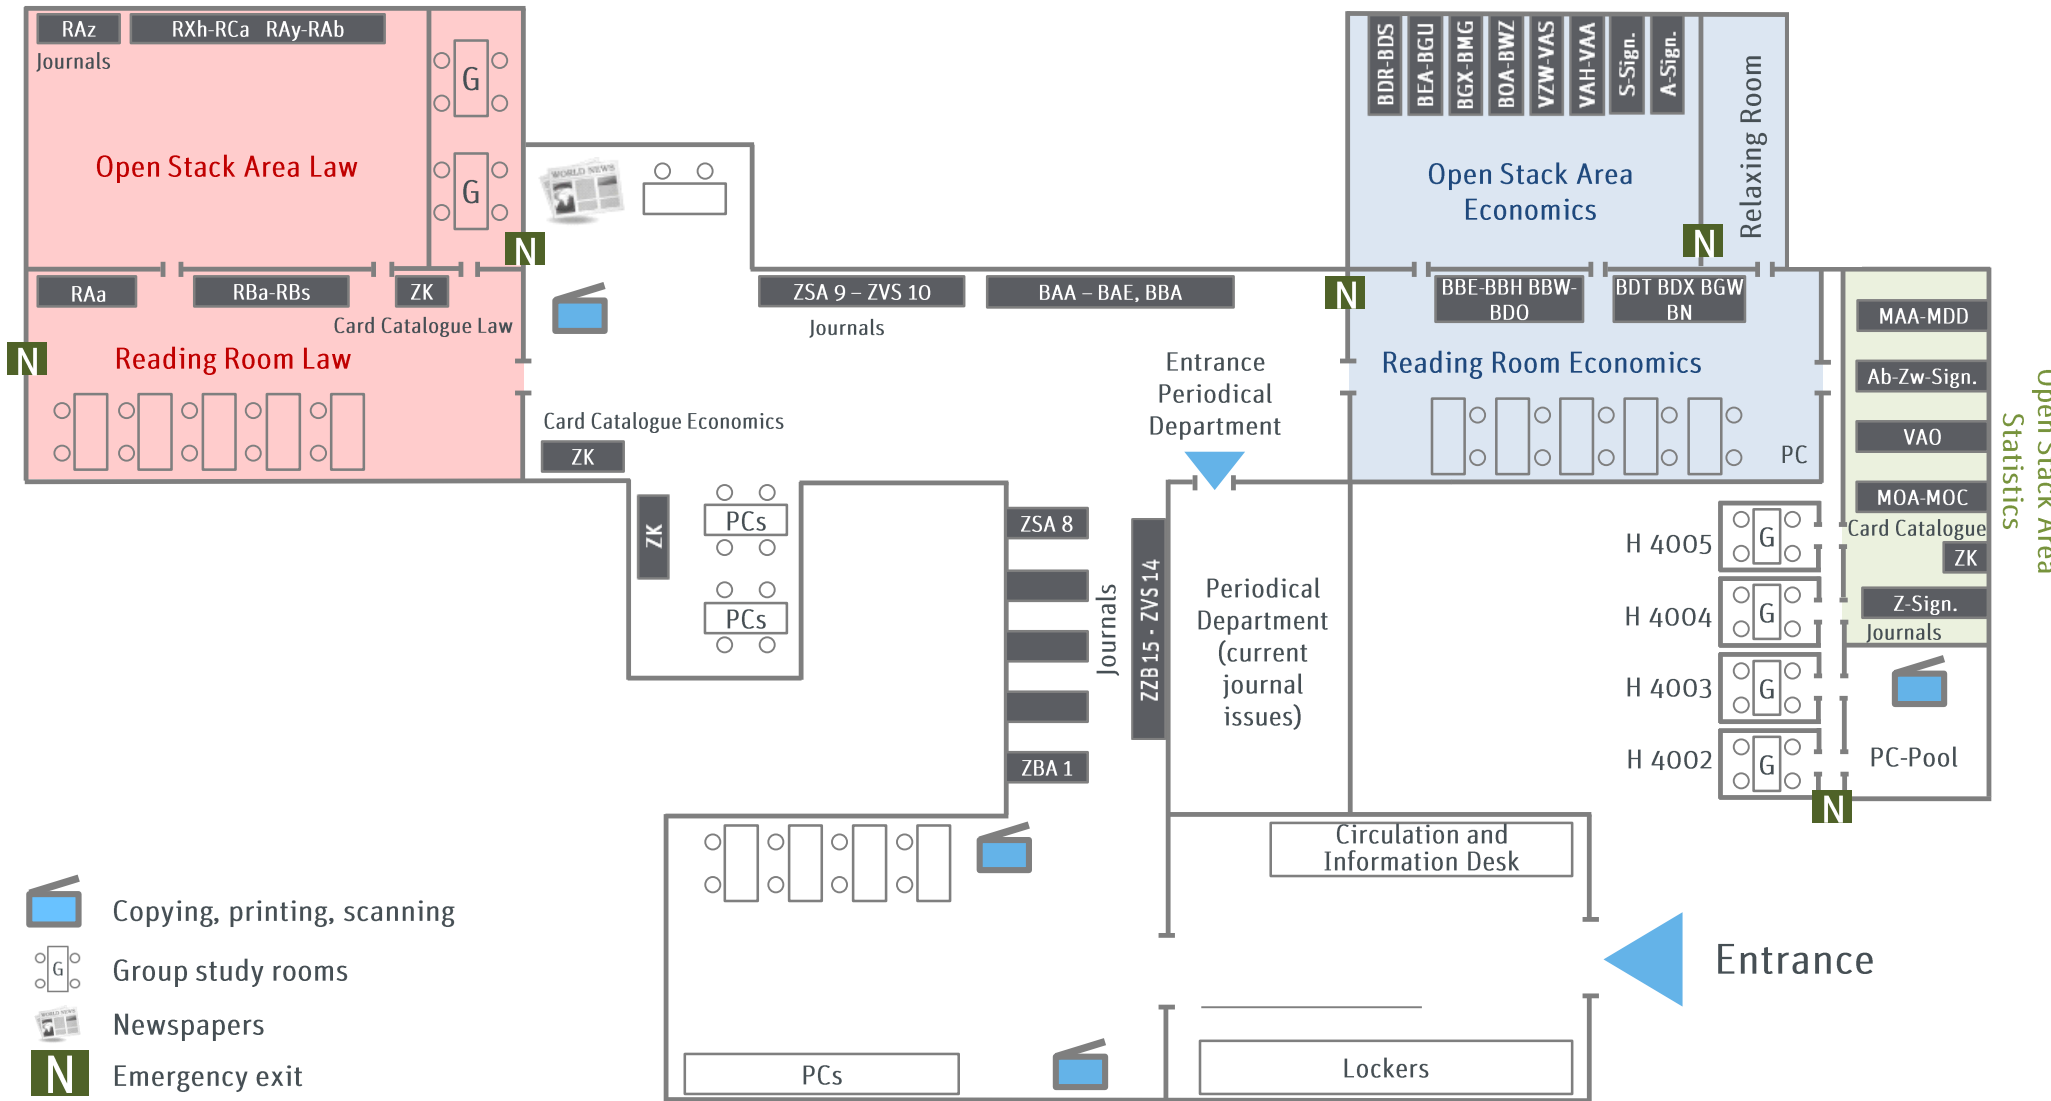 RAz
RXh-RCa RAy-RAb
Journals
G
Open Stack Area Law
G
N
RAa
RBa-RBs
ZK
Card Catalogue Law
N
Reading Room Law
WORLD NEWS
ZSA 9 – ZVS 10
Journals
BAA – BAE, BBA
Card Catalogue Economics
ZK
ZK
PCs
PCs
Entrance
Periodical
Department
BDR-BDS
BEA-BGU
BGX-BMG
BOA-BWZ
VZW-VAS
VAH-VAA
S-Sign.
A-Sign.
Open Stack Area
Economics
Relaxing Room
N
N
BBE-BBH BBW-
BDO
BDT BDX BGW
BN
Reading Room Economics
PC
MAA-MDD
Ab-Zw-Sign.
VAO
MOA-MOC
Card Catalogue
ZK
Z-Sign.
Journals
Open Stack Area
Statistics
ZSA 8
ZBA 1
Journals
ZZB 15 - ZVS 14
Periodical
Department
(current
journal
issues)
H 4005
G
H 4004
G
H 4003
G
H 4002
G
PC-Pool
N
Circulation and
Information Desk
Entrance
Lockers
PCs
Copying, printing, scanning
G
Group study rooms
WORLD NEWS
Newspapers
N
Emergency exit